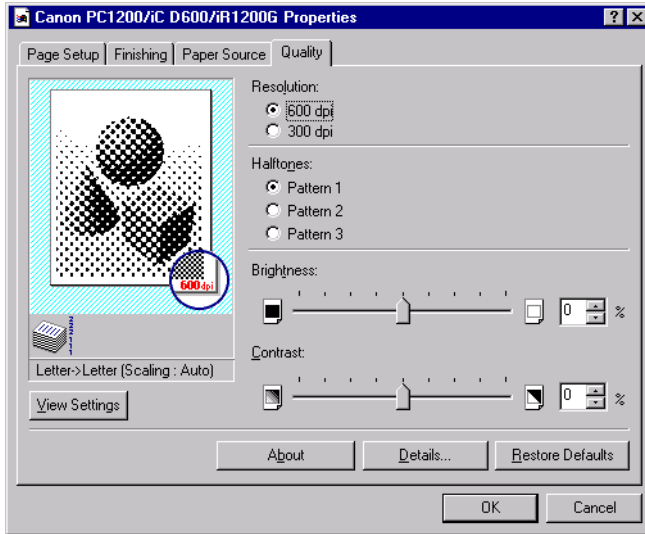 Canon PC1200/iC D600/iR1200G Properties
Page Setup Finishing Paper Source Quality
Resolution:
600 dpi
300 dpi
Halftones:
Pattern 1
Pattern 2
Pattern 3
600 dpi
Brightness:
0 %
Letter->Letter (Scaling : Auto)
Contrast:
0 %
View Settings
About Details... Restore Defaults
OK Cancel